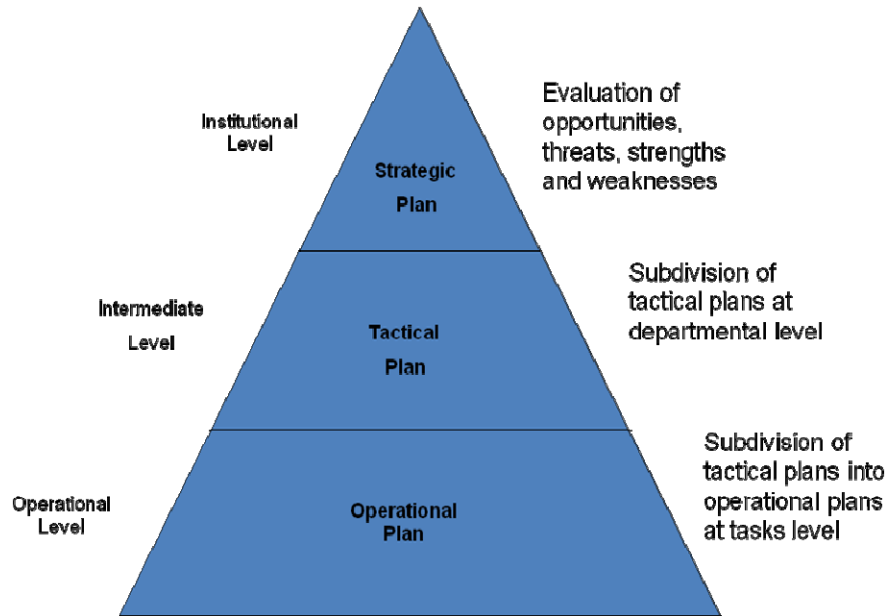 Institutional
Level
Strategic
Plan
Evaluation of
opportunities,
threats, strengths
and weaknesses
Intermediate
Level
Tactical
Plan
Subdivision of
tactical plans at
departmental level
Operational
Level
Operational
Plan
Subdivision of
tactical plans into
operational plans
at tasks level